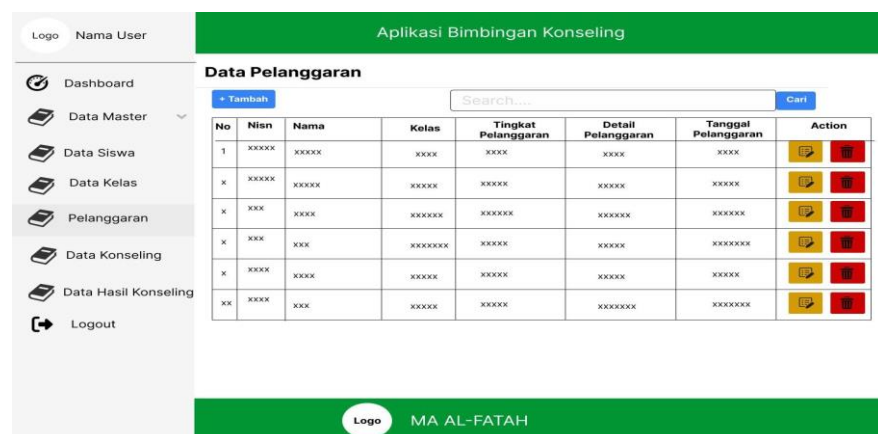 Logo Nama User
Aplikasi Bimbingan Konseling
Dashboard
Data Master
Data Siswa
Data Kelas
Pelanggaran
Data Konseling
Data Hasil Konseling
Logout
Data Pelanggaran
+ Tambah Search.... Cari
No Nisn Nama Kelas Tingkat Pelanggaran Detail Pelanggaran Tanggal Pelanggaran Action
1 xxxxx xxxxx xxxx xxxx xxxx xxxx
x xxxxx xxxxx xxxxx xxxxx xxxxx xxxxx
x xxx xxxx xxxxxx xxxxxx xxxxxx xxxxxx
x xxx xxx xxxxxxx xxxxx xxxxx xxxxxxx
x xxxx xxxx xxxxx xxxxx xxxxx xxxxx
xx xxxx xxx xxxxx xxxxx xxxxxxx xxxxxxx
Logo MA AL-FATAH